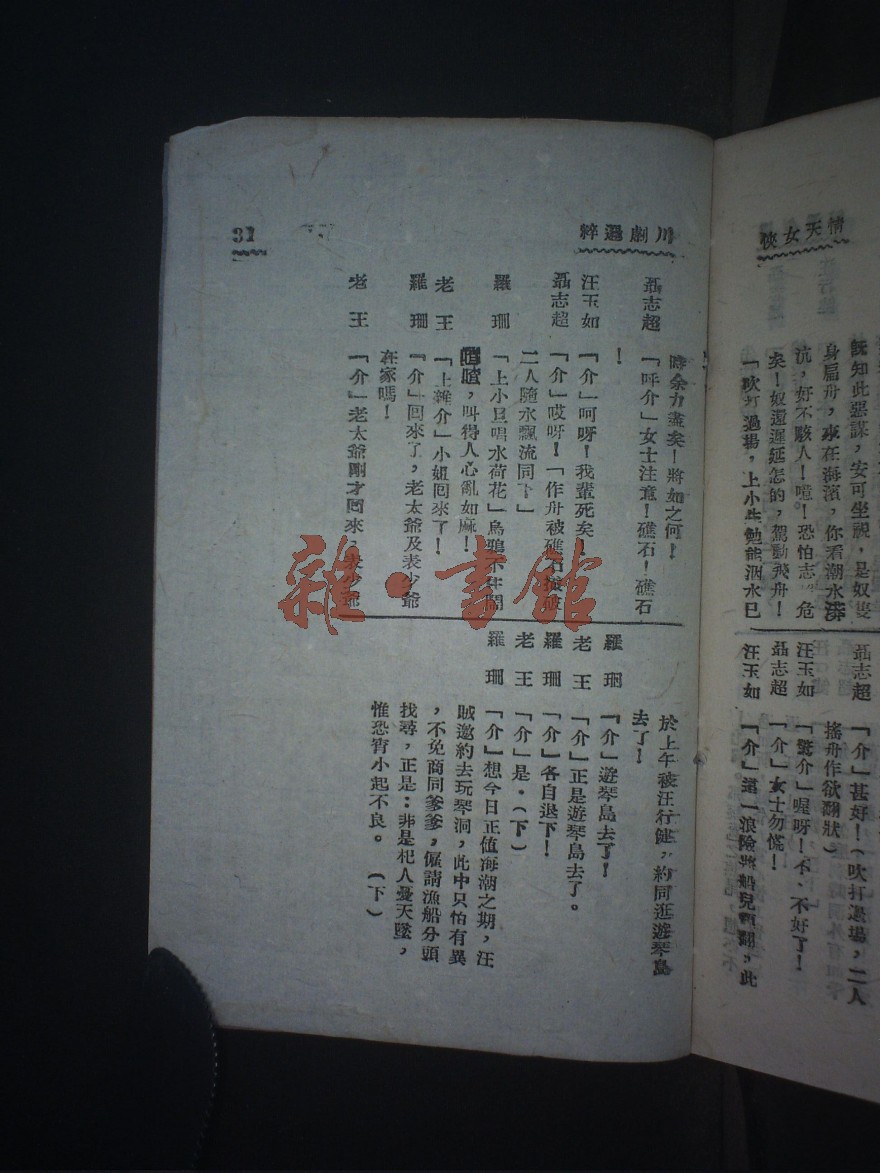 情天女俠
既知此惡謀，安可坐視，是奴隻
身扁舟，來在海濱，你看潮水漭
沆，好不駭人！噫！恐怕志　危
矣！奴還遲延怎的，駕動飛舟！
「吹打過場，上小生勉能泅水已
聶志超　「介」甚好！（吹打過場，二人
搖舟作欲翻狀）
汪玉如　「驚介」喔呀！不、不好了！
聶志超　「介」女士勿慌！
汪玉如　「介」這一浪險將船兒頓翻，此
川劇選粹
時余力盡矣！將如之何！
聶志超　「呼介」女士注意！礁石！礁石
！
汪玉如　「介」呵呀！我輩死矣！
聶志超　「介」哎呀！「作舟被礁石撞破
二人隨水飄流同下」
羅　珊　「上小旦唱水荷花」烏鴉不住鬧
喧喧，叫得人心亂如麻！
老　王　「上雜介」小姐回來了！
羅　珊　「介」回來了，老太爺及表少爺
在家嗎！
老　王　「介」老太爺剛才回來，表少爺
於上午被汪行健，約同逛遊琴島
去了！
羅　珊　「介」遊琴島去了！
老　王　「介」正是遊琴島去了。
羅　珊　「介」各自退下！
老　王　「介」是。（下）
羅　珊　「介」想今日正值海潮之期，汪
賊邀約去玩琴洞，此中只怕有異
，不免商同爹爹，僱請漁船分頭
找尋，正是：非是杞人憂天墜，
惟恐宵小起不良。（下）
31
雜·書館